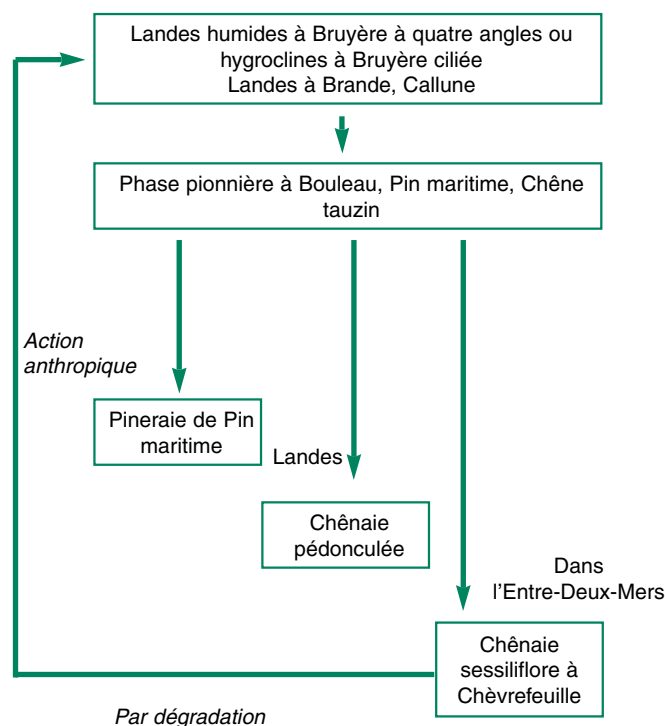 Landes humides à Bruyère à quatre angles ou
hygroclines à Bruyère ciliée
Landes à Brande, Callune
Phase pionnière à Bouleau, Pin maritime, Chêne
tauzin
Action
anthropique
Pineraie de Pin
maritime
Landes
Chênaie
pédonculée
Dans
l'Entre-Deux-Mers
Chênaie
sessiliflore à
Chèvrefeuille
Par dégradation